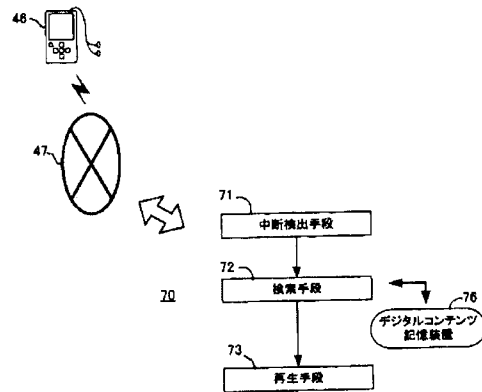 46
47
71
中断検出手段
72
検索手段
70
76
デジタルコンテンツ
記憶装置
73
再生手段